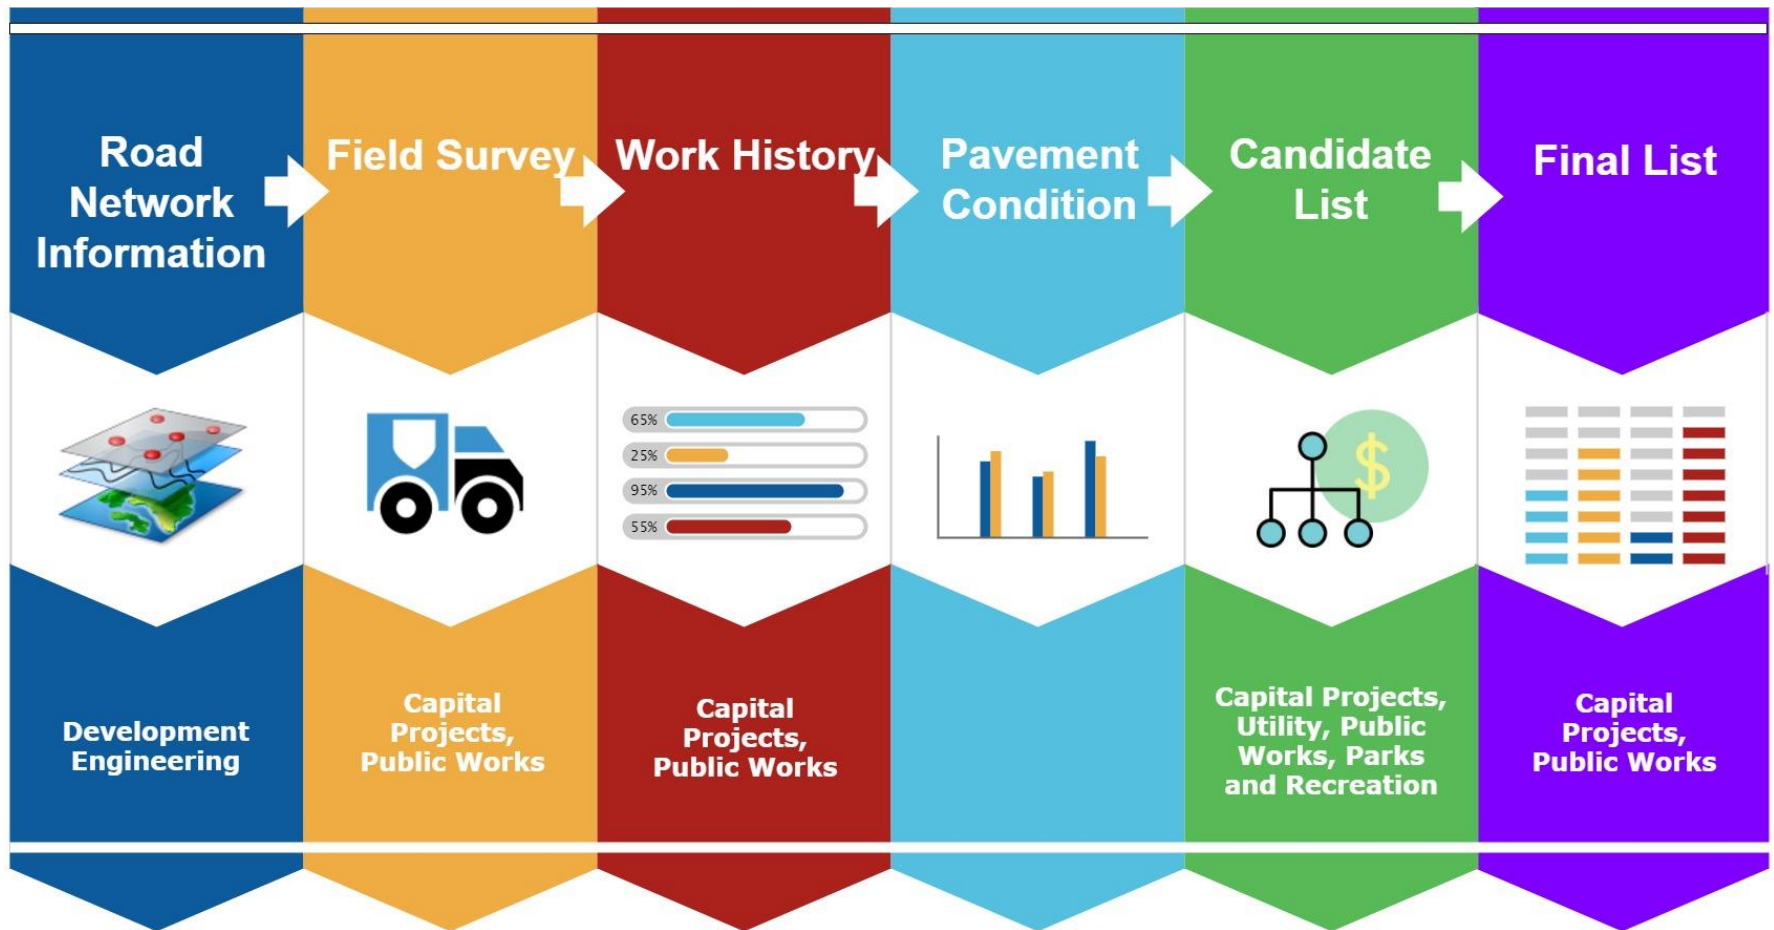 Road
Network
Information
Field Survey
Work History
Pavement
Condition
Candidate
List
Final List
65%
25%
95%
55%
$
Development
Engineering
Capital
Projects,
Public Works
Capital
Projects,
Public Works
Capital Projects,
Utility, Public
Works, Parks
and Recreation
Capital
Projects,
Public Works